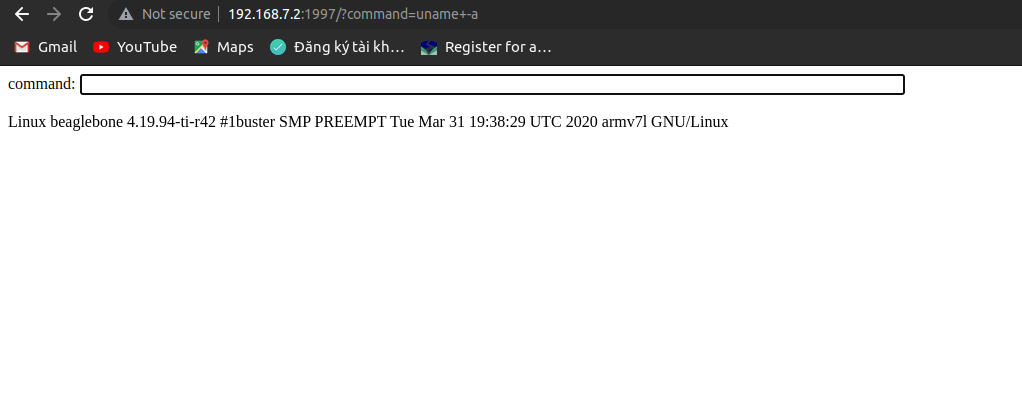 Not secure 192.168.7.2:1997/?command=uname+-a
Gmail YouTube Maps Đăng ký tài kh... Register for a...
command:
Linux beaglebone 4.19.94-ti-r42 #1buster SMP PREEMPT Tue Mar 31 19:38:29 UTC 2020 armv7l GNU/Linux